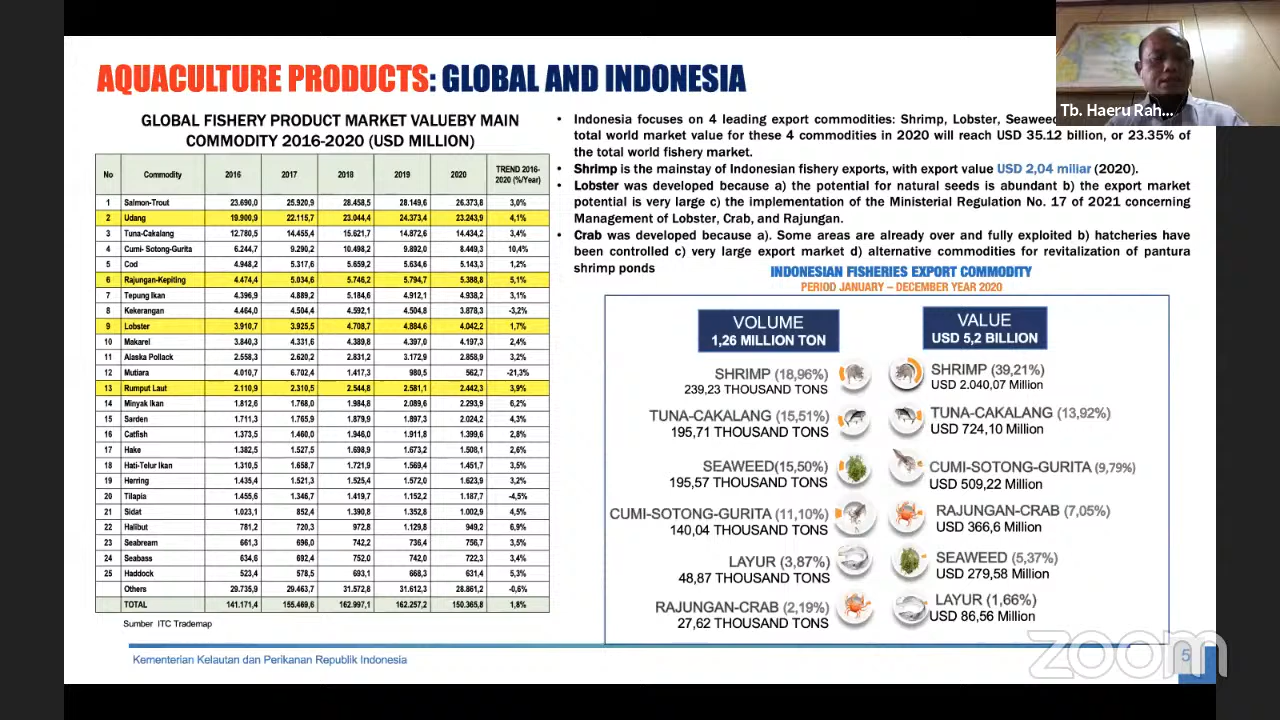 AQUACULTURE PRODUCTS: GLOBAL AND INDONESIA
GLOBAL FISHERY PRODUCT MARKET VALUEBY MAIN
COMMODITY 2016-2020 (USD MILLION)
No Commodity 2016 2017 2018 2019 2020 TREND 2016-2020 (%/Year)
1 Salmon-Trout 23.690,0 25.920,9 28.458,5 28.149,6 26.373,8 3,0%
2 Udang 19.900,9 22.115,7 23.044,4 24.373,4 23.243,9 4,1%
3 Tuna-Cakalang 12.780,5 14.455,4 15.621,7 14.872,6 14.434,2 3,4%
4 Cumi- Sotong-Gurita 6.244,7 9.290,2 10.498,2 9.892,0 8.449,3 10,4%
5 Cod 4.948,2 5.317,6 5.659,2 5.634,6 5.143,3 1,2%
6 Rajungan-Kepiting 4.474,4 5.034,6 5.746,2 5.794,7 5.388,8 5,1%
7 Tepung Ikan 4.396,9 4.889,2 5.184,6 4.912,1 4.938,2 3,1%
8 Kekerangan 4.464,0 4.504,4 4.592,1 4.504,8 3.878,3 -3,2%
9 Lobster 3.910,7 3.925,5 4.708,7 4.884,6 4.042,2 1,7%
10 Makarel 3.840,3 4.331,6 4.389,8 4.397,0 4.197,3 2,4%
11 Alaska Pollack 2.558,3 2.620,2 2.831,2 3.172,9 2.858,9 3,2%
12 Mutiara 4.010,7 6.702,4 1.417,3 980,5 562,7 -21,3%
13 Rumput Laut 2.110,9 2.310,5 2.544,8 2.581,1 2.442,3 3,9%
14 Minyak Ikan 1.812,6 1.768,0 1.984,8 2.089,6 2.293,9 6,2%
15 Sarden 1.711,3 1.765,9 1.879,9 1.897,3 2.024,2 4,3%
16 Catfish 1.373,5 1.460,0 1.946,0 1.911,8 1.399,6 2,8%
17 Hake 1.382,5 1.527,5 1.698,9 1.673,2 1.508,1 2,6%
18 Hati-Telur Ikan 1.310,5 1.658,7 1.721,9 1.569,4 1.451,7 3,5%
19 Herring 1.435,4 1.521,3 1.525,4 1.572,0 1.623,9 3,2%
20 Tilapia 1.455,6 1.346,7 1.419,7 1.152,2 1.187,7 -4,5%
21 Sidat 1.023,1 852,4 1.390,8 1.352,8 1.002,9 4,5%
22 Halibut 781,2 720,3 972,8 1.129,8 949,2 6,9%
23 Seabream 661,3 696,0 742,2 736,4 756,7 3,5%
24 Seabass 634,6 692,4 752,0 742,0 722,3 3,4%
25 Haddock 523,4 578,5 693,1 668,3 631,4 5,3%
Others 29.735,9 29.463,7 31.572,8 31.612,3 28.861,2 -0,6%
TOTAL 141.171,4 155.469,6 162.997,1 162.257,2 150.365,8 1,8%
Sumber ITC Trademap
• Indonesia focuses on 4 leading export commodities: Shrimp, Lobster, Seaweed
total world market value for these 4 commodities in 2020 will reach USD 35.12 billion, or 23.35% of
the total world fishery market.
• Shrimp is the mainstay of Indonesian fishery exports, with export value USD 2,04 miliar (2020).
• Lobster was developed because a) the potential for natural seeds is abundant b) the export market
potential is very large c) the implementation of the Ministerial Regulation No. 17 of 2021 concerning
Management of Lobster, Crab, and Rajungan.
• Crab was developed because a). Some areas are already over and fully exploited b) hatcheries have
been controlled c) very large export market d) alternative commodities for revitalization of pantura
shrimp ponds
INDONESIAN FISHERIES EXPORT COMMODITY
PERIOD JANUARY – DECEMBER YEAR 2020
VOLUME
1,26 MILLION TON
SHRIMP (18,96%)
239,23 THOUSAND TONS
TUNA-CAKALANG (15,51%)
195,71 THOUSAND TONS
SEAWEED(15,50%)
195,57 THOUSAND TONS
CUMI-SOTONG-GURITA (11,10%)
140,04 THOUSAND TONS
LAYUR (3,87%)
48,87 THOUSAND TONS
RAJUNGAN-CRAB (2,19%)
27,62 THOUSAND TONS
VALUE
USD 5,2 BILLION
SHRIMP (39,21%)
USD 2.040,07 Million
TUNA-CAKALANG (13,92%)
USD 724,10 Million
CUMI-SOTONG-GURITA (9,79%)
USD 509,22 Million
RAJUNGAN-CRAB (7,05%)
USD 366,6 Million
SEAWEED (5,37%)
USD 279,58 Million
LAYUR (1,66%)
USD 86,56 Million
Kementerian Kelautan dan Perikanan Republik Indonesia
5
zoom
Tb. Haeru Rah...